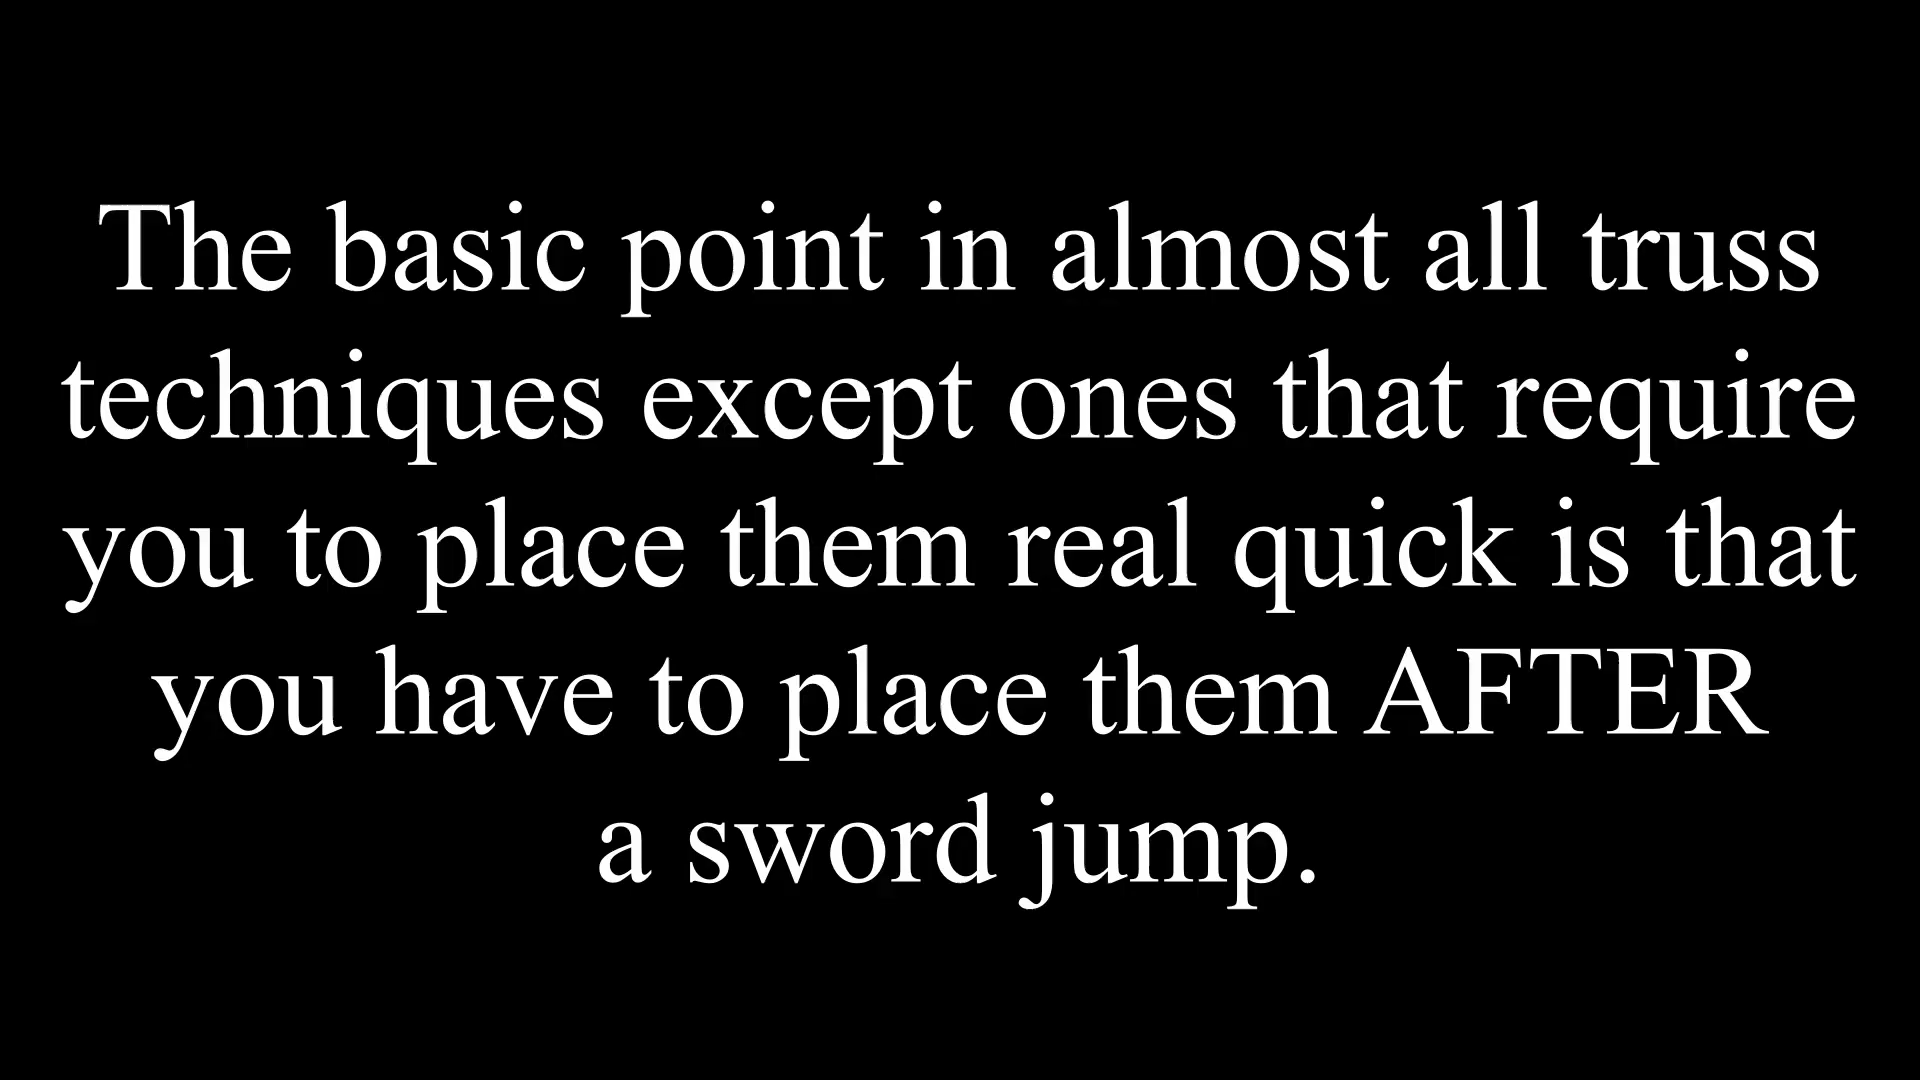 The basic point in almost all truss
techniques except ones that require
you to place them real quick is that
you have to place them AFTER
a sword jump.